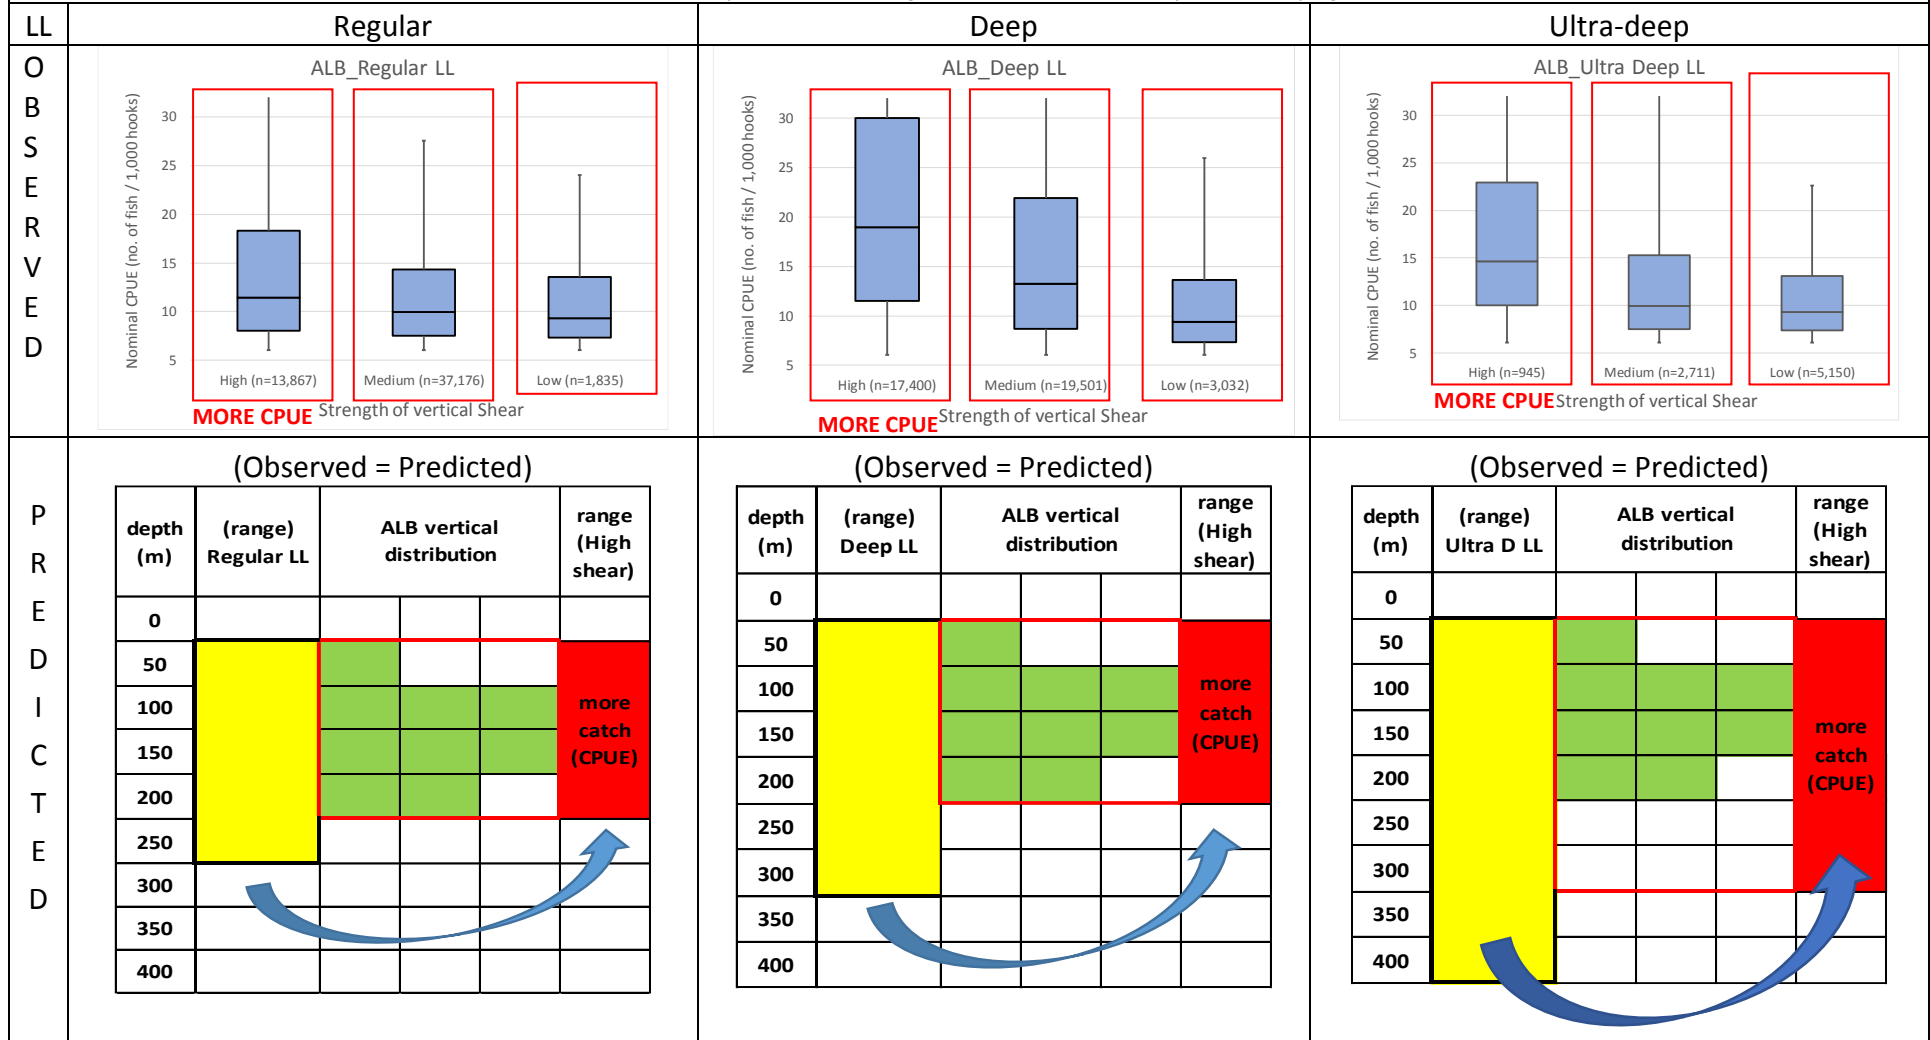 LL Regular Deep Ultra-deep
O
B
S
E
R
V
E
D
ALB_Regular LL
Nominal CPUE (no. of fish / 1,000 hooks)
30
25
20
15
10
5
High (n=13,867) Medium (n=37,176) Low (n=1,835)
MORE CPUE Strength of vertical Shear
ALB_Deep LL
Nominal CPUE (no. of fish / 1,000 hooks)
30
25
20
15
10
5
High (n=17,400) Medium (n=19,501) Low (n=3,032)
MORE CPUE Strength of vertical Shear
ALB_Ultra Deep LL
Nominal CPUE (no. of fish / 1,000 hooks)
30
25
20
15
10
5
High (n=945) Medium (n=2,711) Low (n=5,150)
MORE CPUE Strength of vertical Shear
P
R
E
D
I
C
T
E
D
(Observed = Predicted)
depth
(m)
(range)
Regular LL
ALB vertical
distribution
range
(High
shear)
0
50
100
150
200
250
300
350
400
more
catch
(CPUE)
(Observed = Predicted)
depth
(m)
(range)
Deep LL
ALB vertical
distribution
range
(High
shear)
0
50
100
150
200
250
300
350
400
more
catch
(CPUE)
(Observed = Predicted)
depth
(m)
(range)
Ultra D LL
ALB vertical
distribution
range
(High
shear)
0
50
100
150
200
250
300
350
400
more
catch
(CPUE)